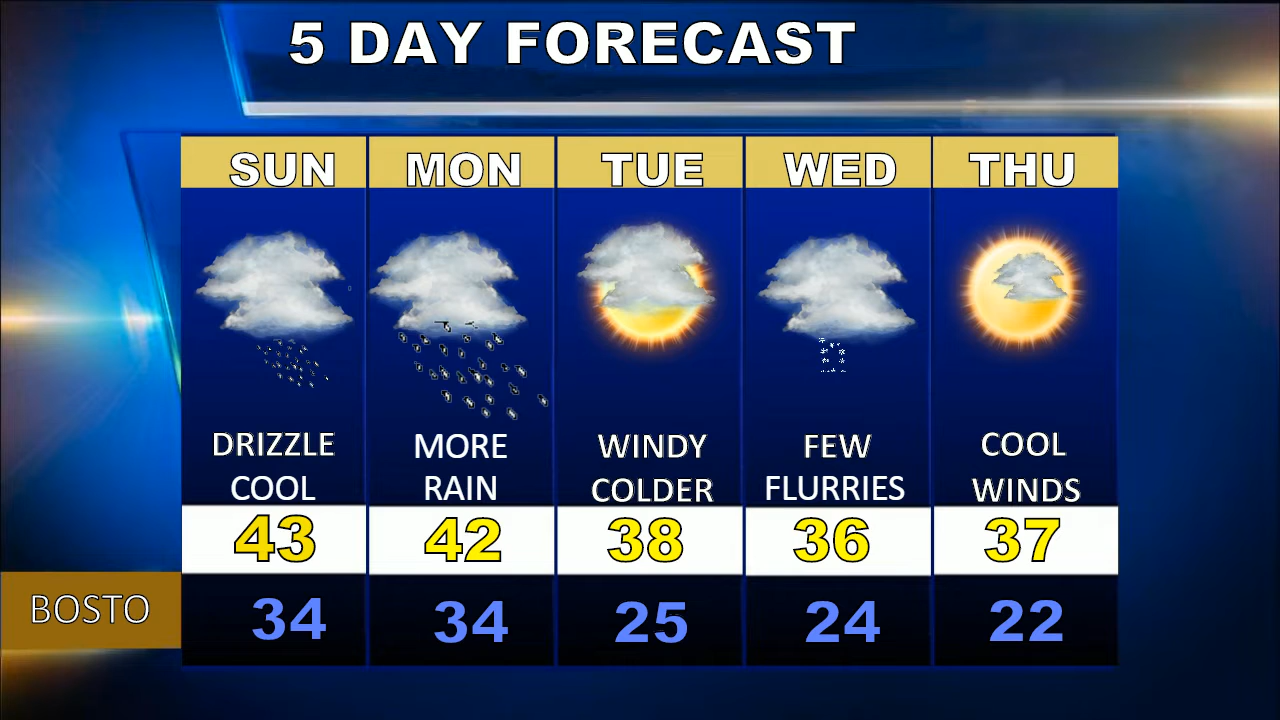 5 DAY FORECAST
SUN MON TUE WED THU
DRIZZLE MORE WINDY FEW COOL
COOL RAIN COLDER FLURRIES WINDS
43 42 38 36 37
BOSTO 34 34 25 24 22